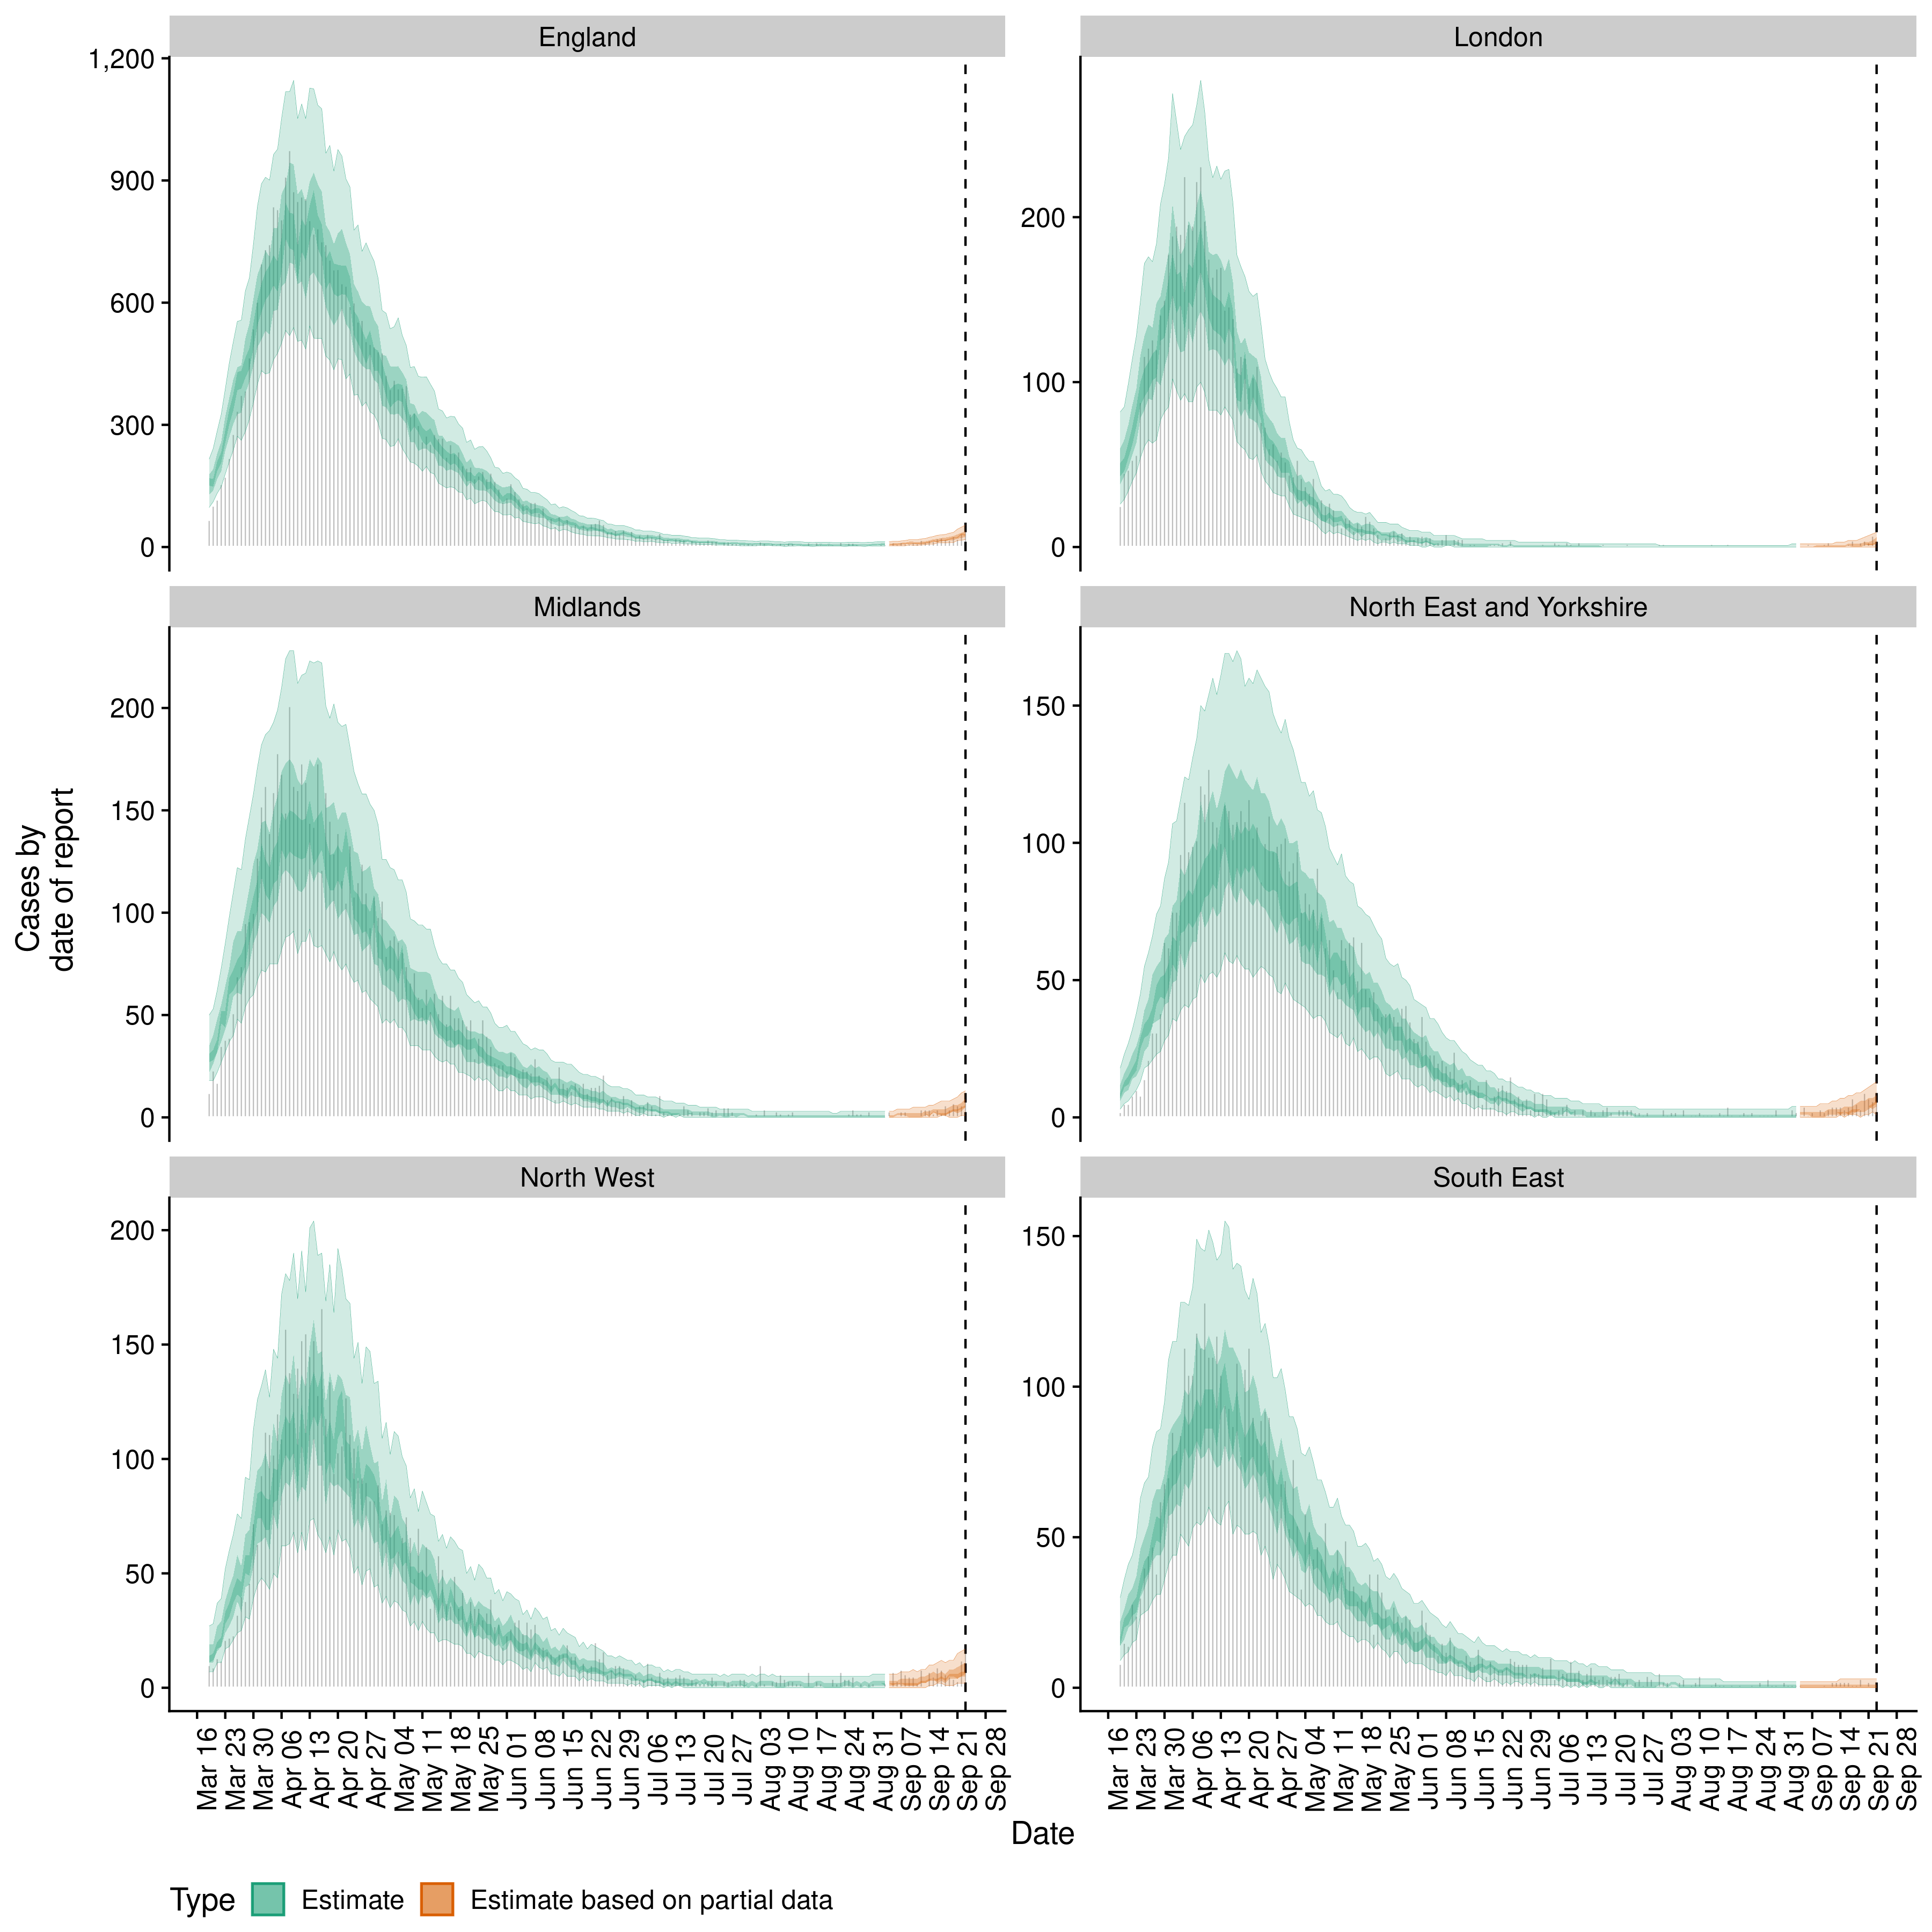 England
London
1,200
900
600
300
0
200
100
0
Midlands
North East and Yorkshire
200
150
100
50
0
150
100
50
0
Cases by
date of report
North West
South East
200
150
100
50
0
150
100
50
0
Mar 16
Mar 23
Mar 30
Apr 06
Apr 13
Apr 20
Apr 27
May 04
May 11
May 18
May 25
Jun 01
Jun 08
Jun 15
Jun 22
Jun 29
Jul 06
Jul 13
Jul 20
Jul 27
Aug 03
Aug 10
Aug 17
Aug 24
Aug 31
Sep 07
Sep 14
Sep 21
Sep 28
Mar 16
Mar 23
Mar 30
Apr 06
Apr 13
Apr 20
Apr 27
May 04
May 11
May 18
May 25
Jun 01
Jun 08
Jun 15
Jun 22
Jun 29
Jul 06
Jul 13
Jul 20
Jul 27
Aug 03
Aug 10
Aug 17
Aug 24
Aug 31
Sep 07
Sep 14
Sep 21
Sep 28
Date
Type Estimate Estimate based on partial data